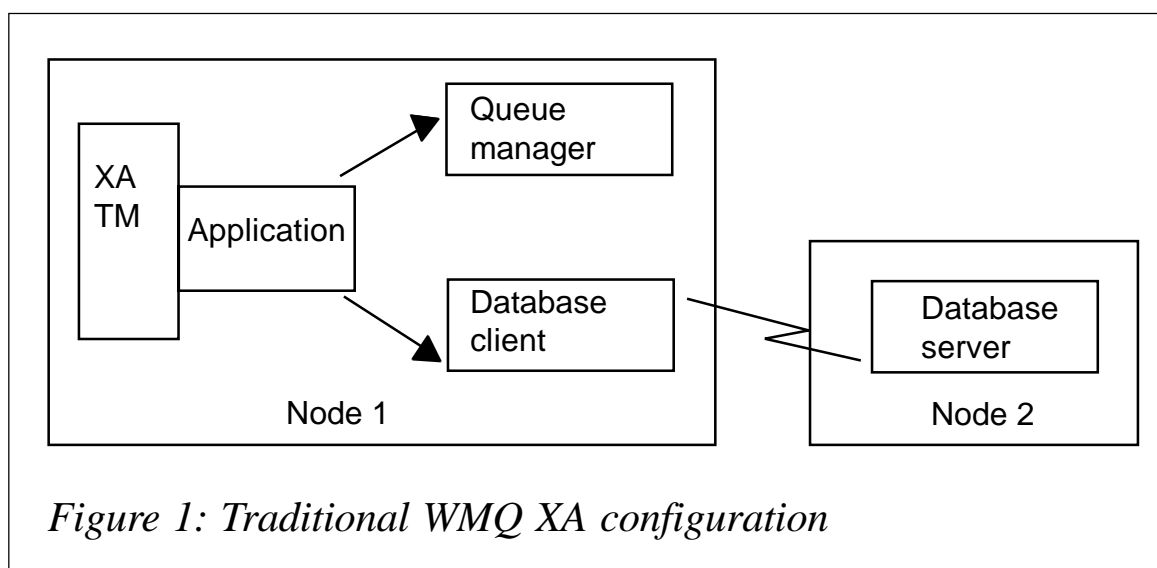 XA
TM
Application
Queue
manager
Database
client
Node 1
Database
server
Node 2
Figure 1: Traditional WMQ XA configuration